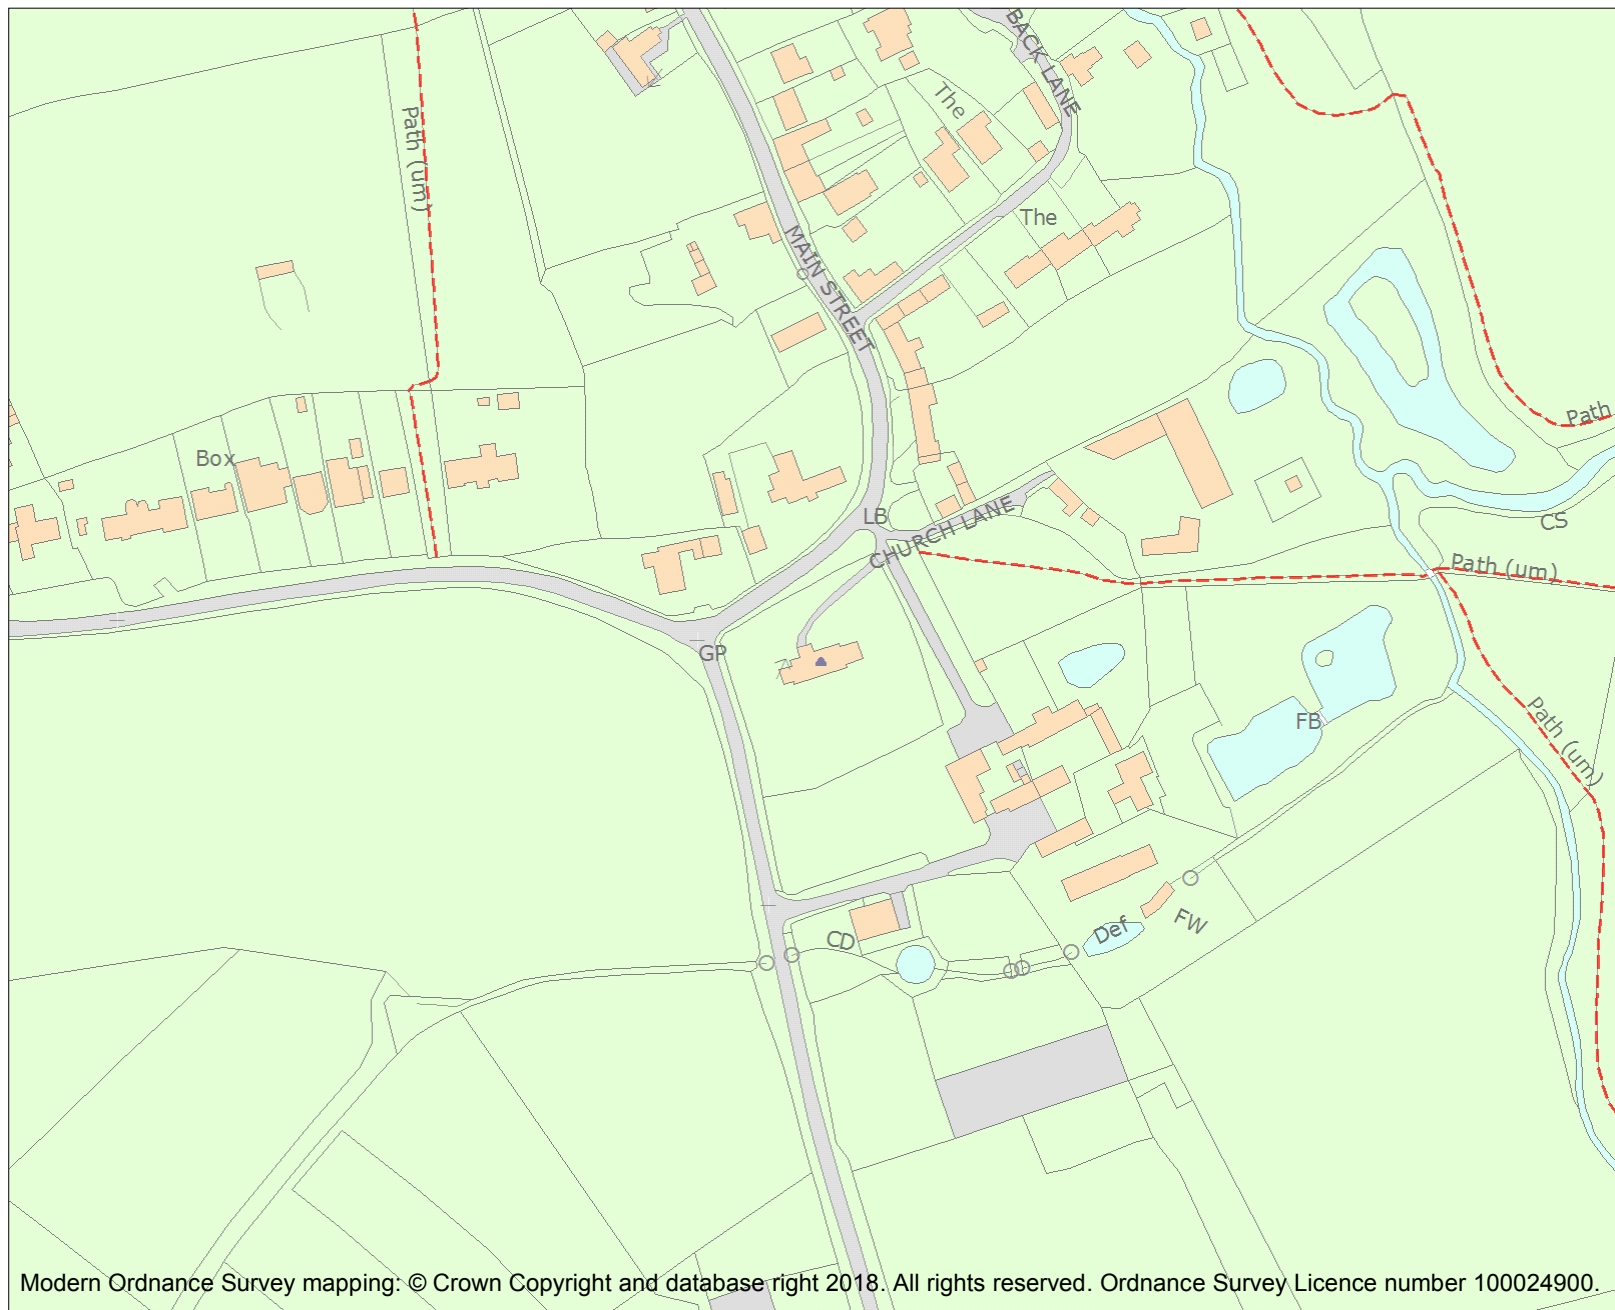 BACK LANE
The
Path (um)
The
MAIN STREET
Path
Box
LB
CHURCH LANE
CS
Path (um)
GP
FB
Path (um)
Def
FW
CD
Modern Ordnance Survey mapping: © Crown Copyright and database right 2018. All rights reserved. Ordnance Survey Licence number 100024900.